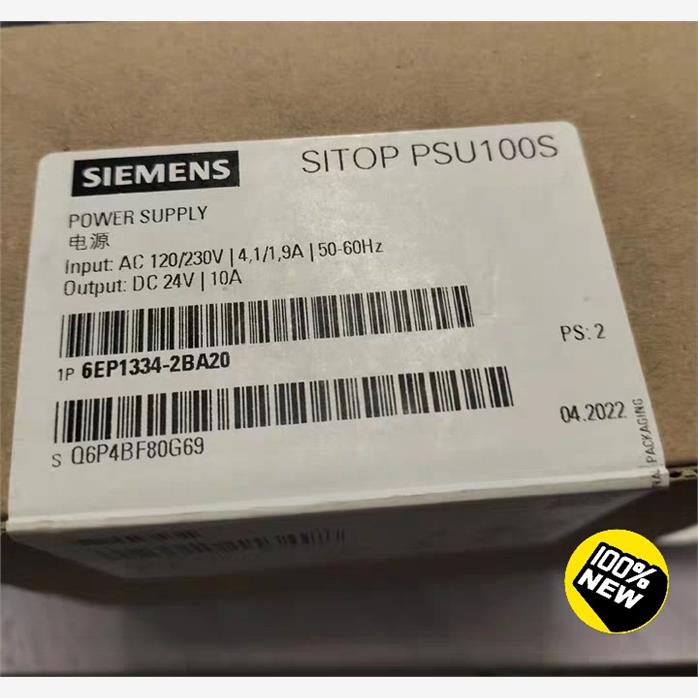 SIEMENS
SITOP PSU100S
POWER SUPPLY
电源
Input: AC 120/230V | 4,1/1,9A | 50-60Hz
Output: DC 24V | 10A
PS: 2
1P 6EP1334-2BA20
04.2022
S Q6P4BF80G69
PACKAGING
100%
NEW